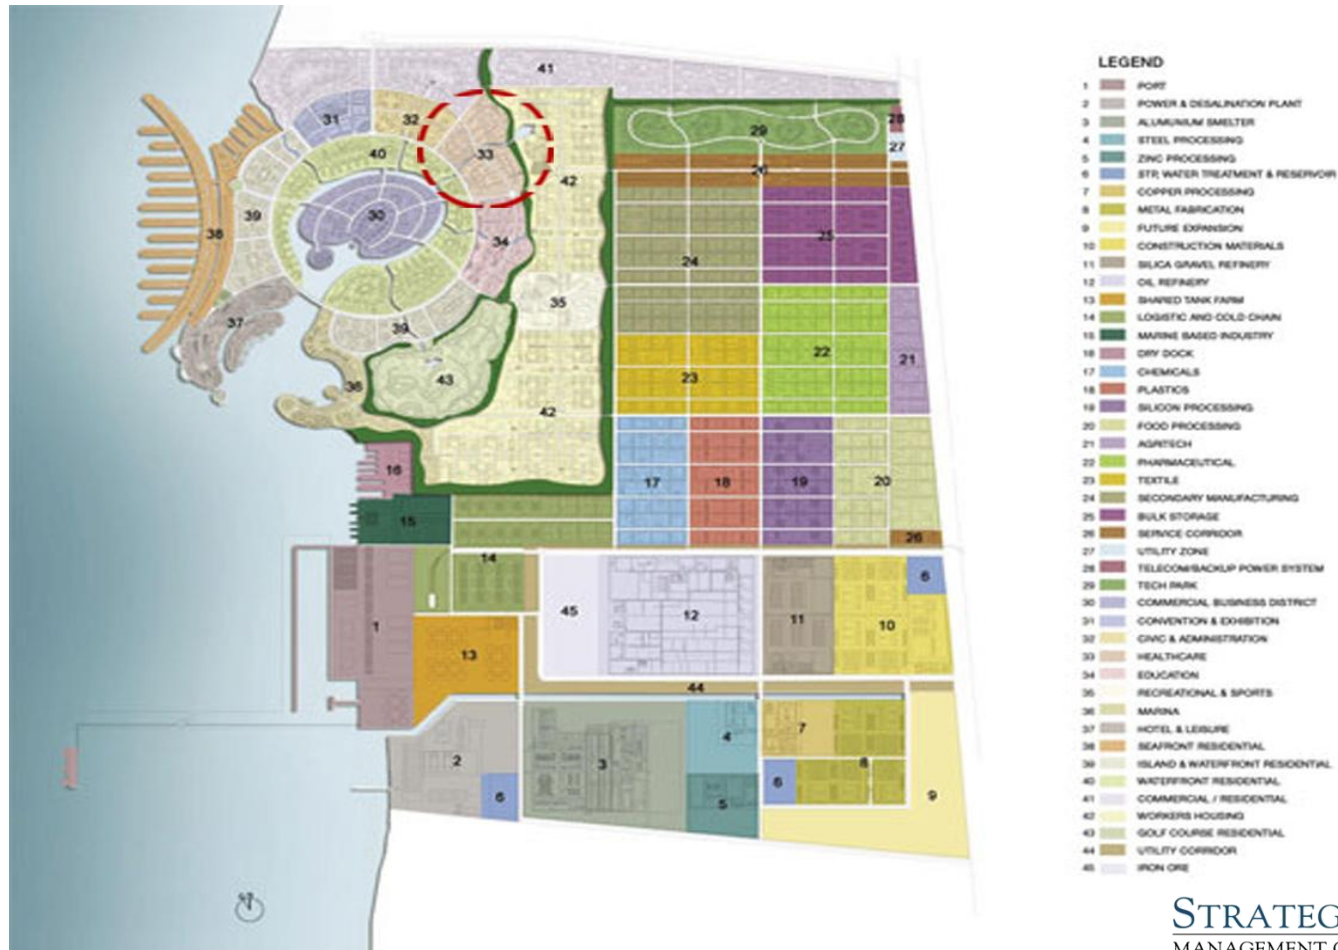 LEGEND
1 PORT
2 POWER & DESALINATION PLANT
3 ALUMUNIUM SMELTER
4 STEEL PROCESSING
5 ZINC PROCESSING
6 STP, WATER TREATMENT & RESERVOIR
7 COPPER PROCESSING
8 METAL FABRICATION
9 FUTURE EXPANSION
10 CONSTRUCTION MATERIALS
11 SILICA GRAVEL REFINERY
12 OIL REFINERY
13 SHARED TANK FARM
14 LOGISTIC AND COLD CHAIN
15 MARINE BASED INDUSTRY
16 DRY DOCK
17 CHEMICALS
18 PLASTICS
19 SILICON PROCESSING
20 FOOD PROCESSING
21 AGRITECH
22 PHARMACEUTICAL
23 TEXTILE
24 SECONDARY MANUFACTURING
25 BULK STORAGE
26 SERVICE CORRIDOR
27 UTILITY ZONE
28 TELECOM/BACKUP POWER SYSTEM
29 TECH PARK
30 COMMERCIAL BUSINESS DISTRICT
31 CONVENTION & EXHIBITION
32 CIVIC & ADMINISTRATION
33 HEALTHCARE
34 EDUCATION
35 RECREATIONAL & SPORTS
36 MARINA
37 HOTEL & LEISURE
38 SEAFRONT RESIDENTIAL
39 ISLAND & WATERFRONT RESIDENTIAL
40 WATERFRONT RESIDENTIAL
41 COMMERCIAL / RESIDENTIAL
42 WORKERS HOUSING
43 GOLF COURSE RESIDENTIAL
44 UTILITY CORRIDOR
45 IRON ORE
41
31
32
28
29
27
40
33
26
42
39
30
38
34
25
24
35
37
39
22
21
43
23
36
42
16
17
18
19
20
15
26
14
6
45
12
11
10
1
13
44
4
7
2
3
8
6
6
5
9
STRATEG
MANAGEMENT C